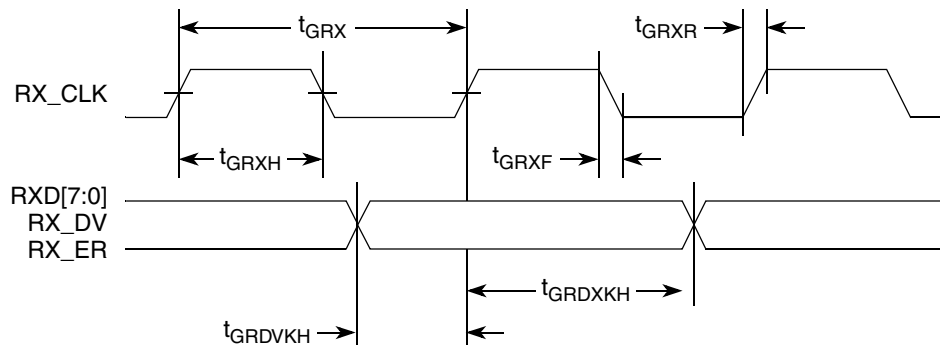 tGRX
tGRXR
RX_CLK
tGRXH
tGRXF
RXD[7:0]
RX_DV
RX_ER
tGRDXKH
tGRDVKH